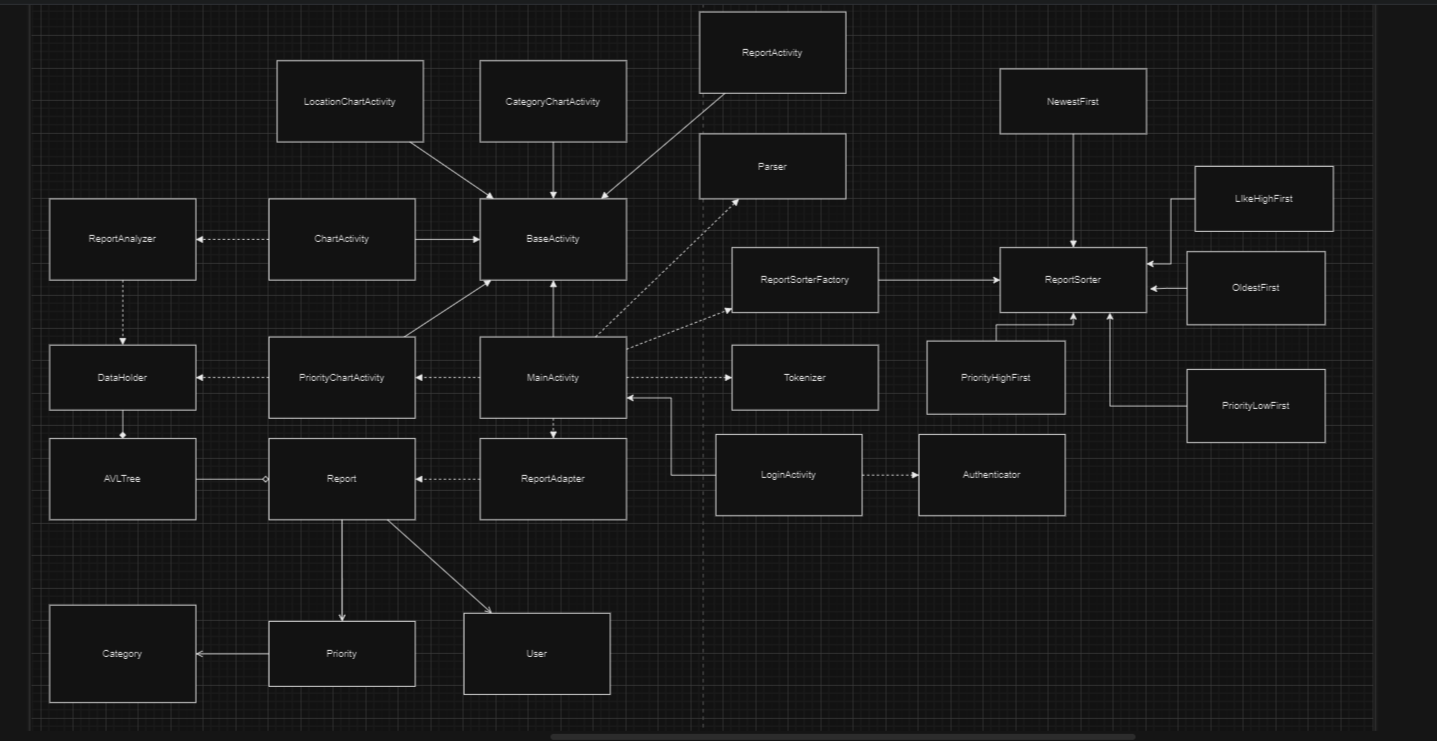 ReportActivity
LocationChartActivity
CategoryChartActivity
NewestFirst
Parser
LIkeHighFirst
ReportAnalyzer
ChartActivity
BaseActivity
ReportSorterFactory
ReportSorter
OldestFirst
DataHolder
PriorityChartActivity
MainActivity
Tokenizer
PriorityHighFirst
PriorityLowFirst
AVLTree
Report
ReportAdapter
LoginActivity
Authenticator
Category
Priority
User